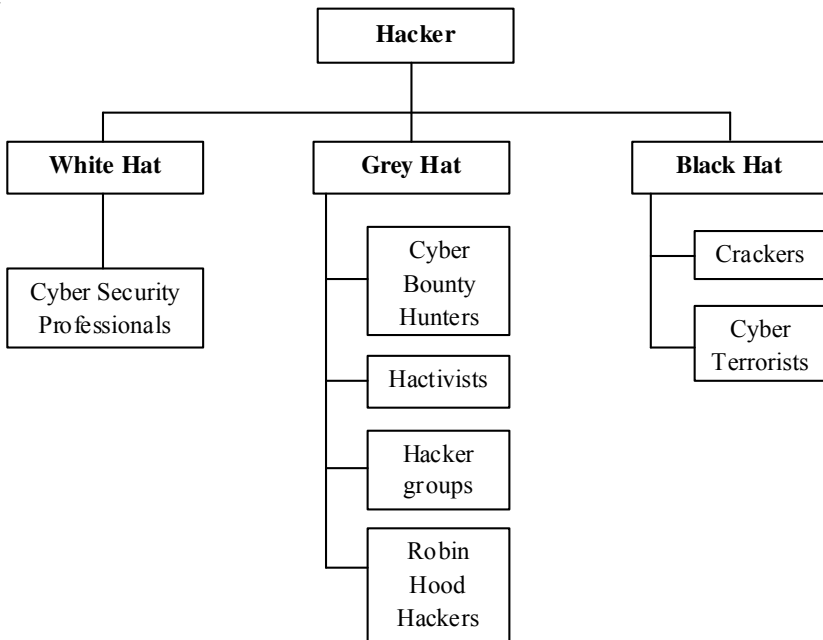 Hacker
White Hat
Grey Hat
Black Hat
Cyber Security
Professionals
Cyber
Bounty
Hunters
Hactivists
Hacker
groups
Robin
Hood
Hackers
Crackers
Cyber
Terrorists